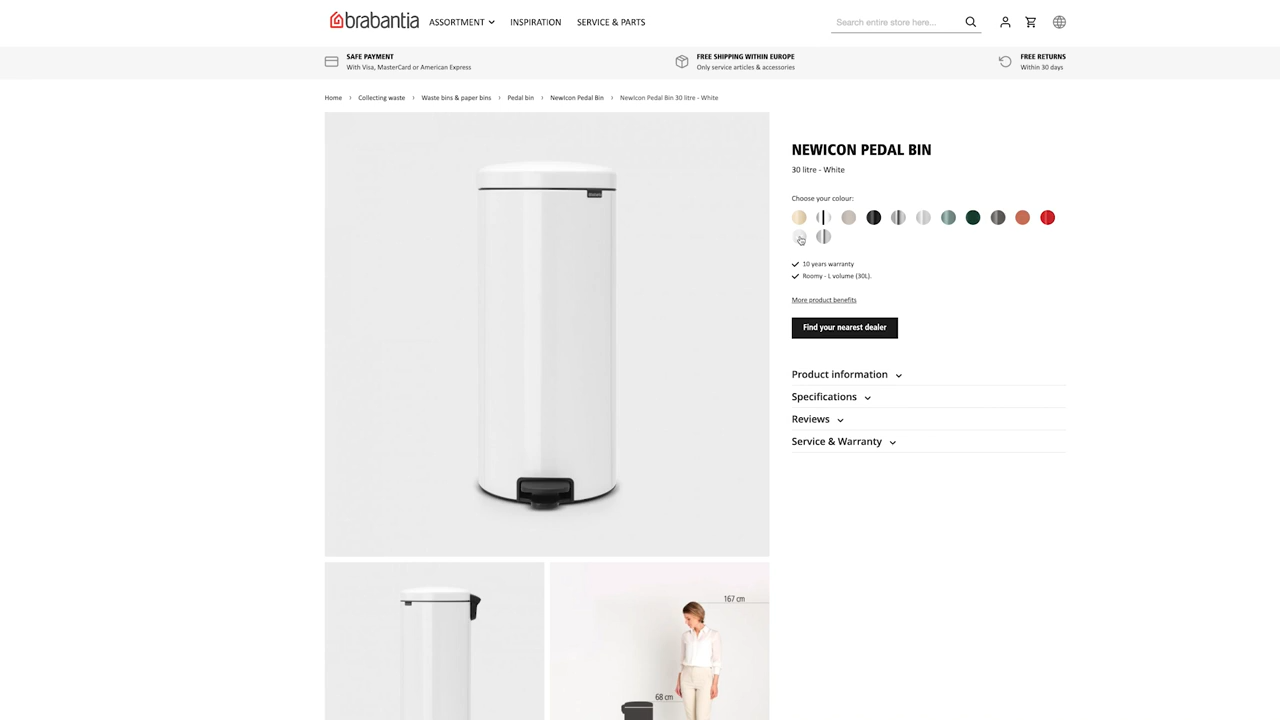 brabantia
ASSORTMENT
INSPIRATION
SERVICE & PARTS
Search entire store here...
SAFE PAYMENT
With Visa, MasterCard or American Express
FREE SHIPPING WITHIN EUROPE
Only service articles & accessories
FREE RETURNS
Within 30 days
Home › Collecting waste › Waste bins & paper bins › Pedal bin › NewIcon Pedal Bin › NewIcon Pedal Bin 30 litre - White
NEWICON PEDAL BIN
30 litre - White
Choose your colour:
10 years warranty
Roomy - L volume (30L).
More product benefits
Find your nearest dealer
Product information
Specifications
Reviews
Service & Warranty
167 cm
68 cm